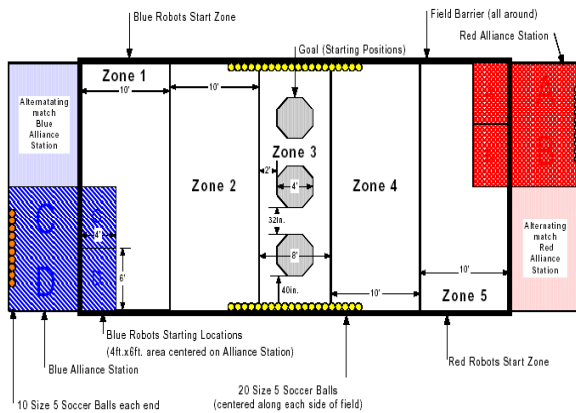 Blue Robots Start Zone
Field Barrier (all around)
Goal (Starting Positions)
Red Alliance Station
Zone 1
10'
10'
Alternatating
match
Blue
Alliance
Station
A
B
Zone 3
2'
4'
Zone 2
Zone 4
32in.
C
D
4'
6'
8'
40in.
10'
10'
Zone 5
Alternating
match
Red
Alliance
Station
Blue Robots Starting Locations
(4ft.x6ft. area centered on Alliance Station)
Blue Alliance Station
Red Robots Start Zone
10 Size 5 Soccer Balls each end
20 Size 5 Soccer Balls
(centered along each side of field)